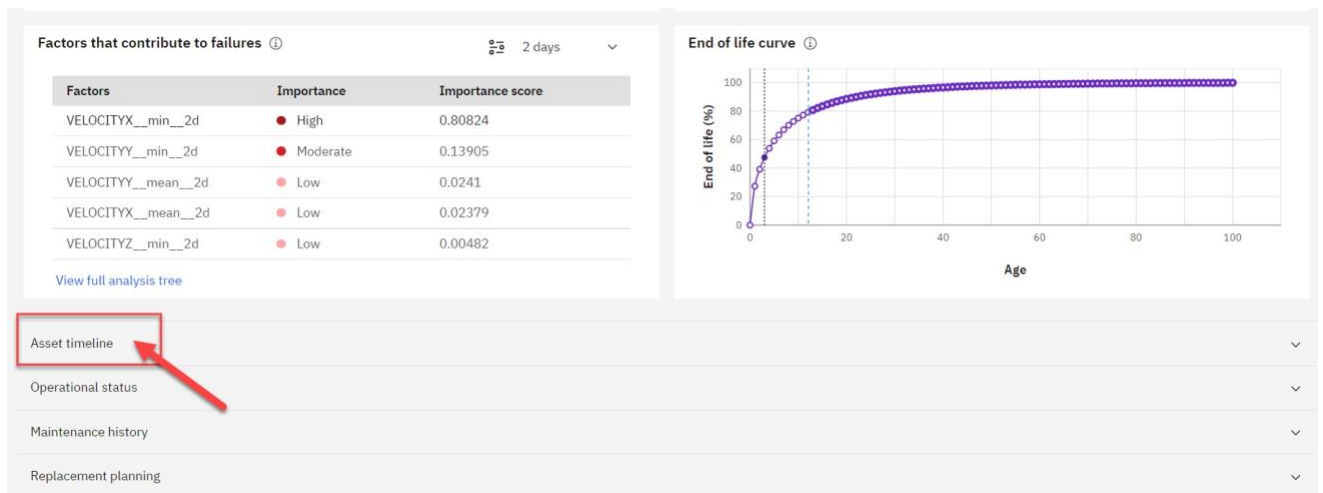 Factors that contribute to failures
2 days
Factors Importance Importance score
VELOCITYX__min__2d High 0.80824
VELOCITYY__min__2d Moderate 0.13905
VELOCITYY__mean__2d Low 0.0241
VELOCITYX__mean__2d Low 0.02379
VELOCITYZ__min__2d Low 0.00482
View full analysis tree
End of life curve
End of life (%)
100
80
60
40
20
0
0 20 40 60 80 100
Age
Asset timeline
Operational status
Maintenance history
Replacement planning